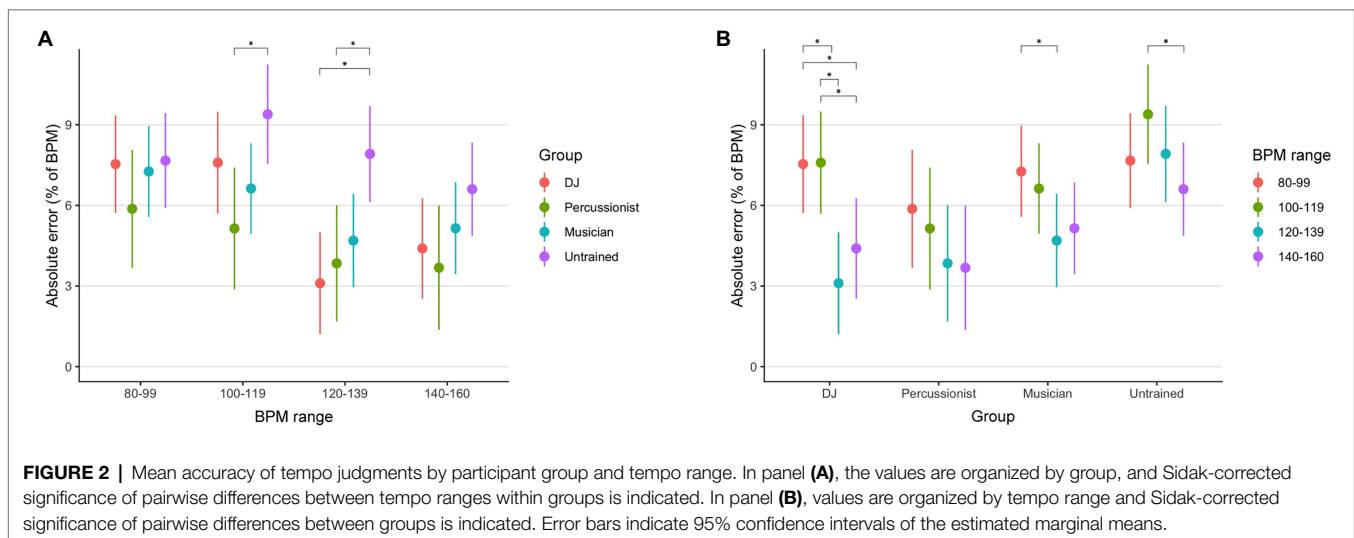 A
*
*
*
Absolute error (% of BPM)
9
6
3
0
80-99
100-119
120-139
140-160
BPM range
Group
DJ
Percussionist
Musician
Untrained
B
*
*
*
*
*
*
Absolute error (% of BPM)
9
6
3
0
DJ
Percussionist
Musician
Untrained
Group
BPM range
80-99
100-119
120-139
140-160
FIGURE 2 | Mean accuracy of tempo judgments by participant group and tempo range. In panel (A), the values are organized by group, and Sidak-corrected
significance of pairwise differences between tempo ranges within groups is indicated. In panel (B), values are organized by tempo range and Sidak-corrected
significance of pairwise differences between groups is indicated. Error bars indicate 95% confidence intervals of the estimated marginal means.